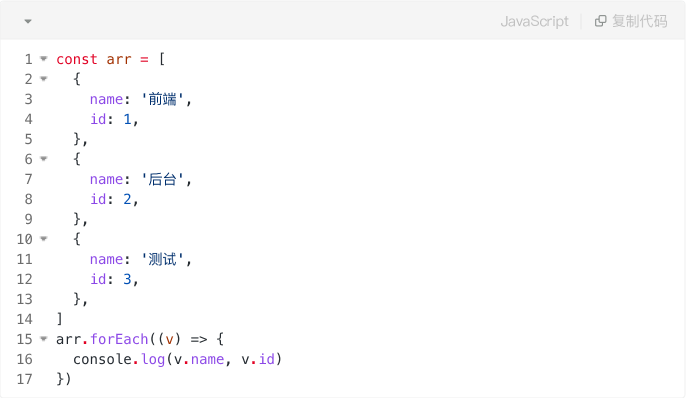 JavaScript 复制代码
1 const arr = [
2   {
3     name: '前端',
4     id: 1,
5   },
6   {
7     name: '后台',
8     id: 2,
9   },
10   {
11     name: '测试',
12     id: 3,
13   },
14 ]
15 arr.forEach((v) => {
16   console.log(v.name, v.id)
17 })